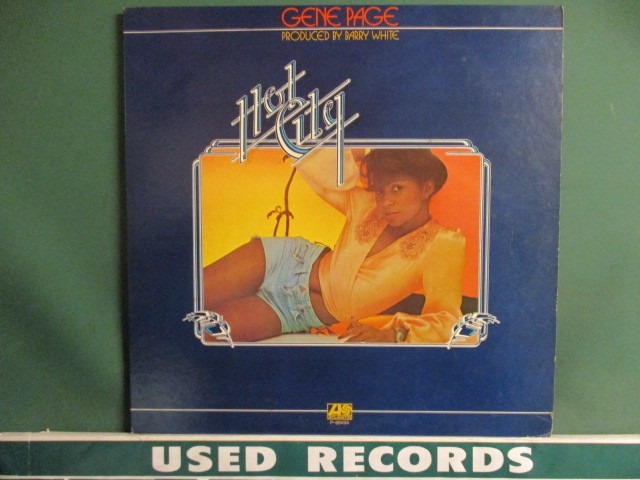 GENE PAGE
PRODUCED BY BARRY WHITE
Hot
City
USED RECORDS